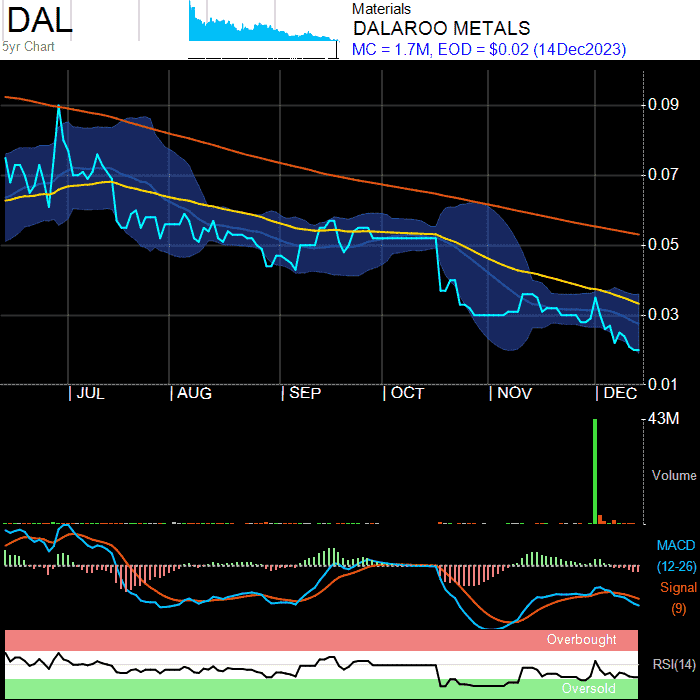 DAL
5yr Chart
Materials
DALAROO METALS
MC = 1.7M, EOD = $0.02 (14Dec2023)
0.09
0.07
0.05
0.03
0.01
JUL AUG SEP OCT NOV DEC
43M
Volume
MACD
(12-26)
Signal
(9)
Overbought
RSI(14)
Oversold